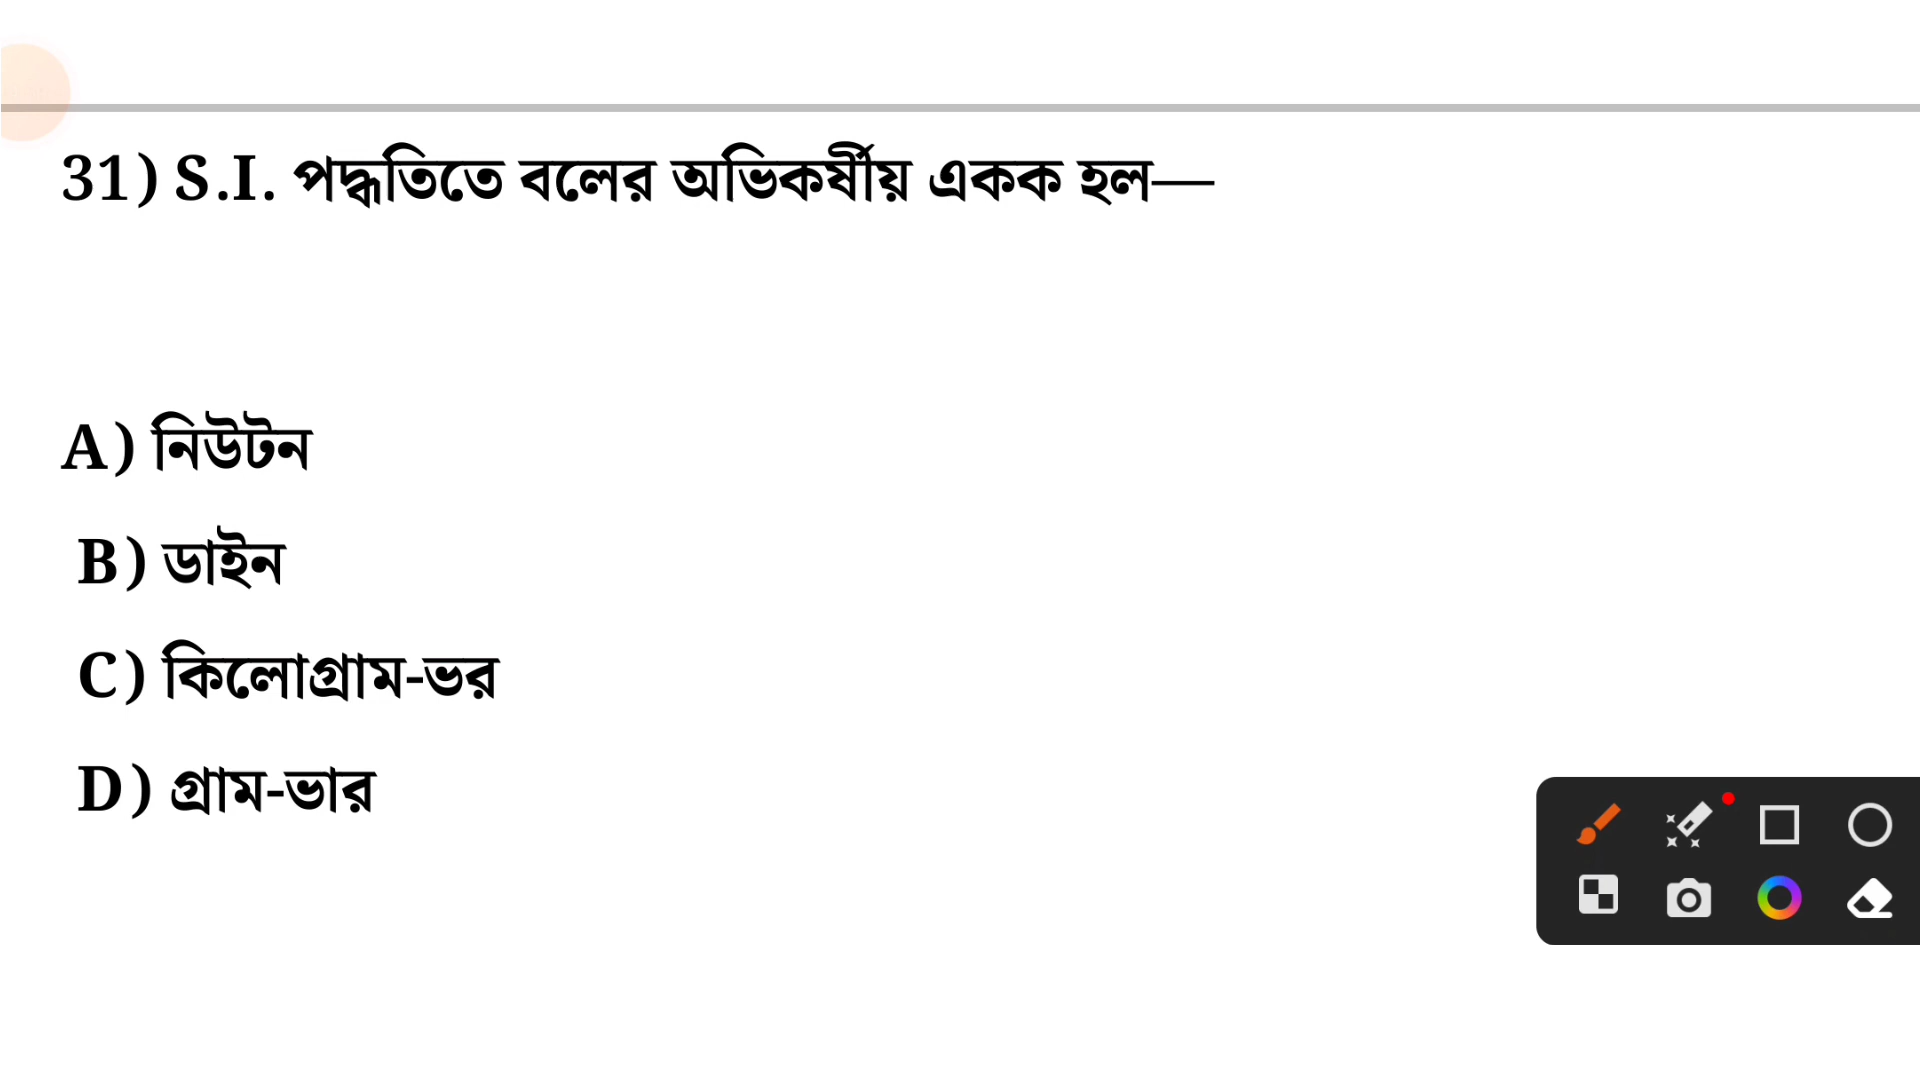 31) S.I. পদ্ধতিতে বলের অভিকর্ষীয় একক হল—
A) নিউটন
B) ডাইন
C) কিলোগ্রাম-ভর
D) গ্রাম-ভার